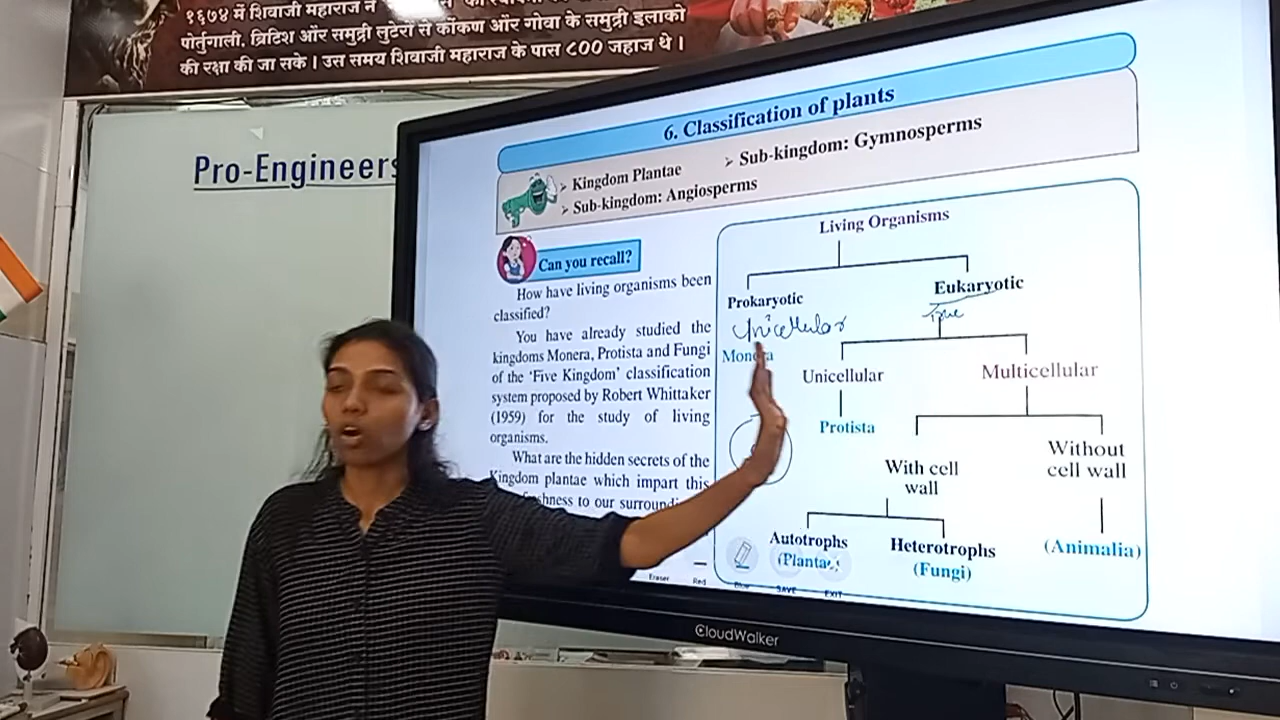 १६७४ में शिवाजी महाराज ने
पोर्तुगाली, ब्रिटिश और समुद्री लुटेरों से कोंकण और गोवा के समुद्री इलाको
की रक्षा की जा सके । उस समय शिवाजी महाराज के पास ८०० जहाज थे ।
Pro-Engineers
6. Classification of plants
➢ Kingdom Plantae
➢ Sub-kingdom: Gymnosperms
➢ Sub-kingdom: Angiosperms
Can you recall?
How have living organisms been
classified?
You have already studied the
kingdoms Monera, Protista and Fungi
of the ‘Five Kingdom’ classification
system proposed by Robert Whittaker
(1959) for the study of living
organisms.
What are the hidden secrets of the
Kingdom plantae which impart this
to our
Living Organisms
Prokaryotic
Eukaryotic
Unicellular
True
Monera
Unicellular
Multicellular
Protista
With cell
wall
Without
cell wall
Autotrophs
(Plantae)
Heterotrophs
(Fungi)
(Animalia)
Eraser
Red
Blue
SAVE
EXIT
CloudWalker